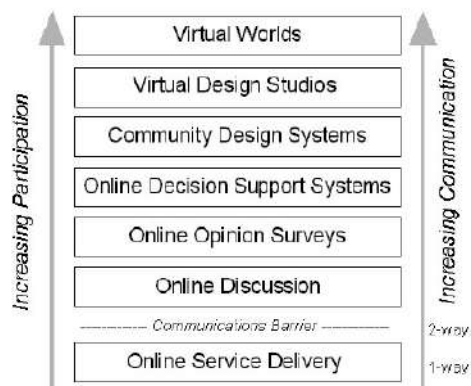 Virtual Worlds
Virtual Design Studios
Community Design Systems
Online Decision Support Systems
Online Opinion Surveys
Online Discussion
Communications Barrier
Online Service Delivery
Increasing Participation
Increasing Communication
2-way
1-way